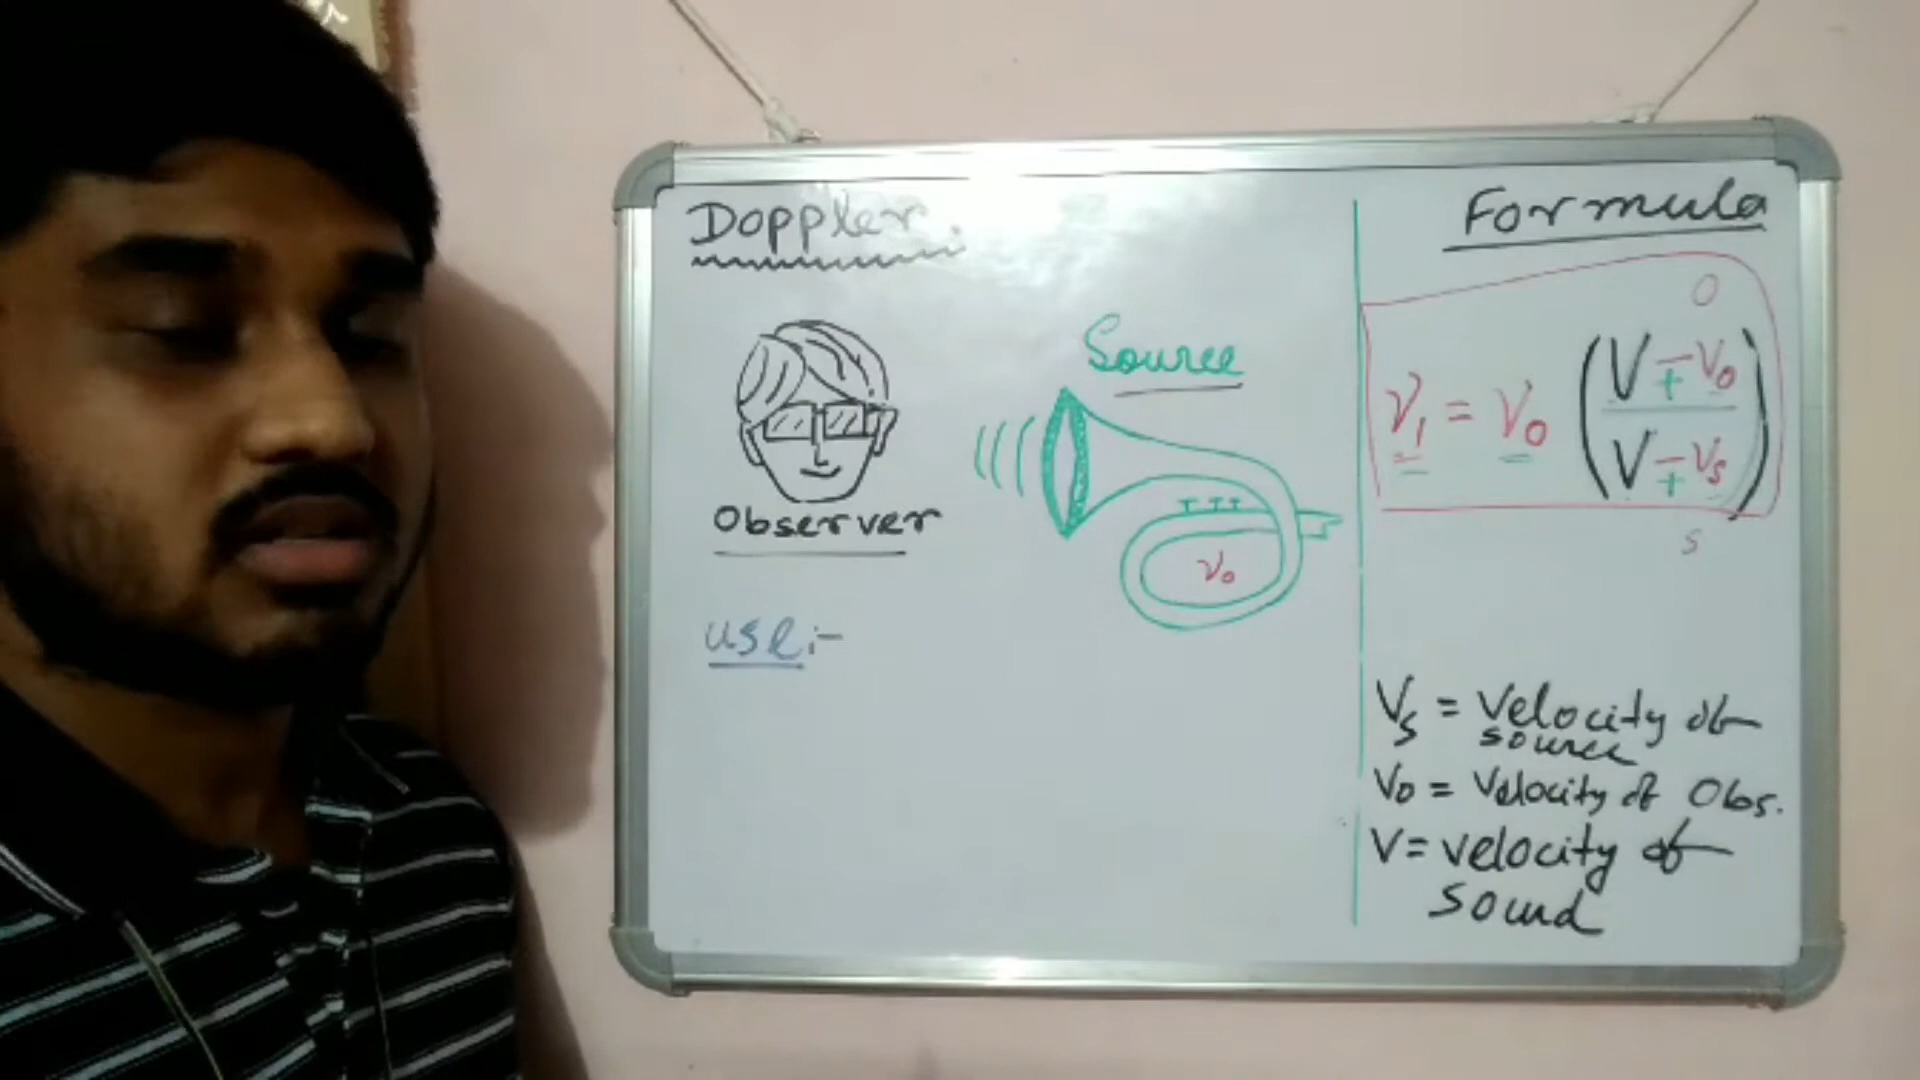 Doppler
Source
Observer
ν₀
use:-
Formula
O
ν₁ = ν₀ (V ∓ V₀ / V ∓ Vs)
s
Vs = Velocity of
source
Vo = Velocity of Obs.
V = velocity of
sound